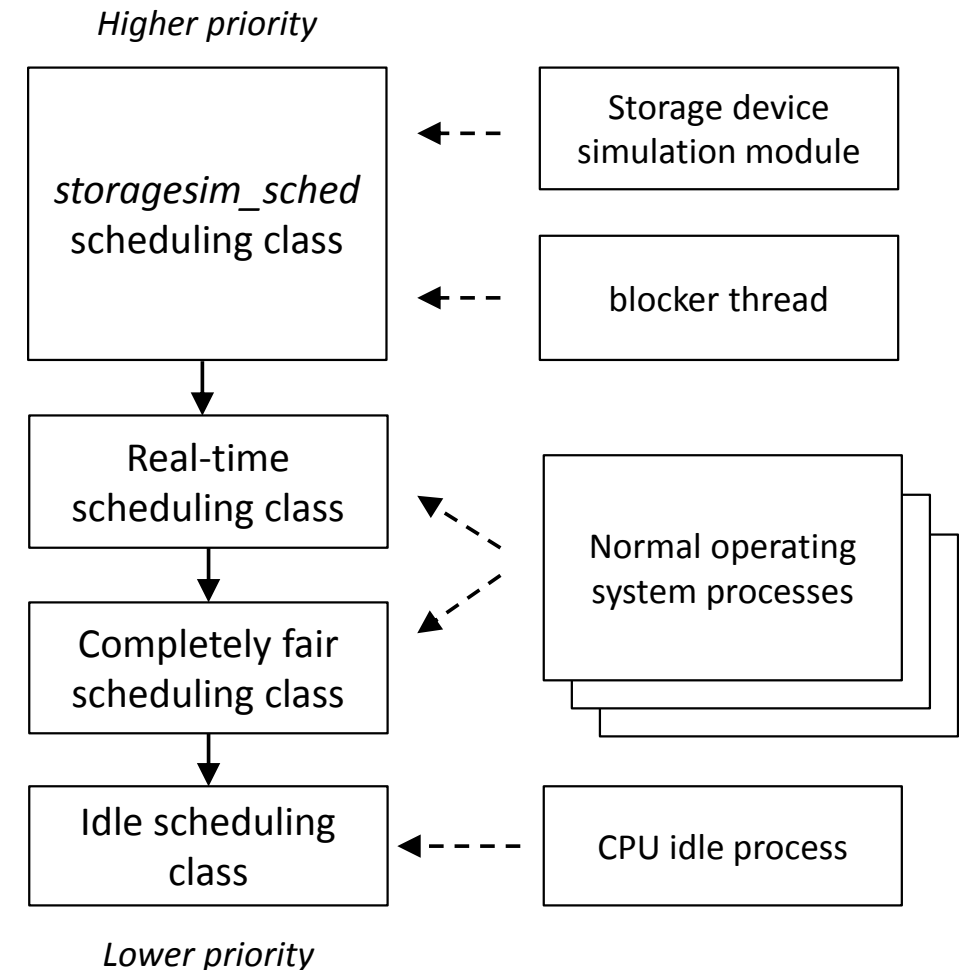 Higher priority
storagesim_sched
scheduling class
Storage device
simulation module
blocker thread
Real-time
scheduling class
Normal operating
system processes
Completely fair
scheduling class
Idle scheduling
class
CPU idle process
Lower priority